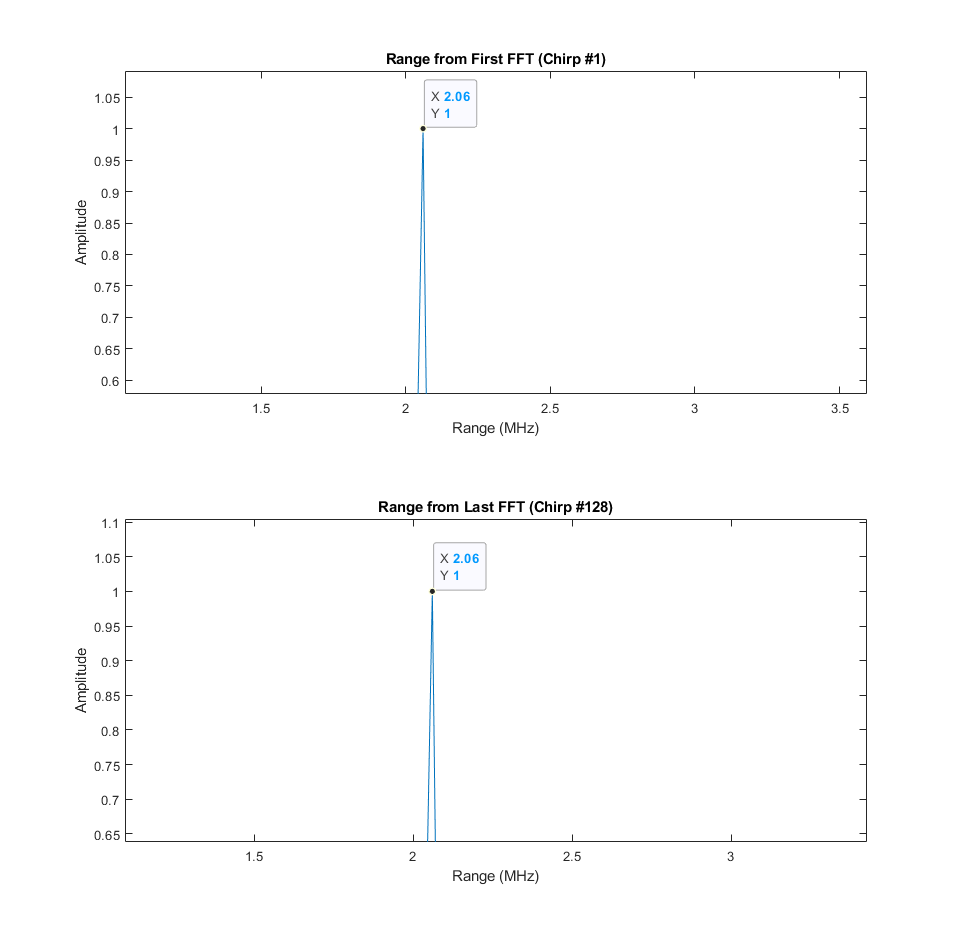 Range from First FFT (Chirp #1)
X 2.06
Y 1
1.05
1
0.95
0.9
0.85
0.8
0.75
0.7
0.65
0.6
Amplitude
1.5
2
2.5
3
3.5
Range (MHz)
Range from Last FFT (Chirp #128)
X 2.06
Y 1
1.1
1.05
1
0.95
0.9
0.85
0.8
0.75
0.7
0.65
Amplitude
1.5
2
2.5
3
Range (MHz)